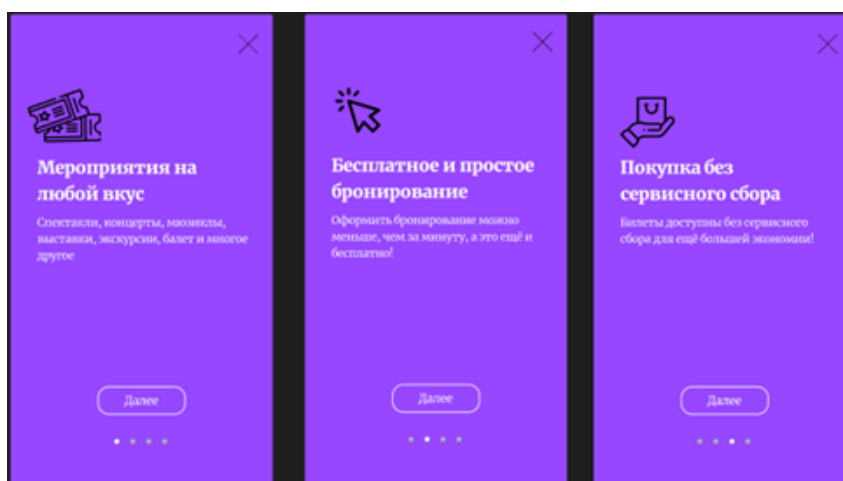 Мероприятия на
любой вкус
Спектакли, концерты, мюзиклы,
выставки, экскурсии, балет и многое
другое
Далее
Бесплатное и простое
бронирование
Оформить бронирование можно
меньше, чем за минуту, а это ещё и
бесплатно!
Далее
Покупка без
сервисного сбора
Билеты доступны без сервисного
сбора для ещё большей экономии!
Далее